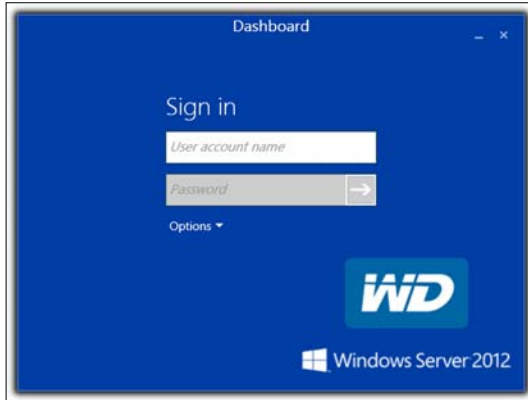 Dashboard
Sign in
User account name
Password
Options
WD
Windows Server 2012